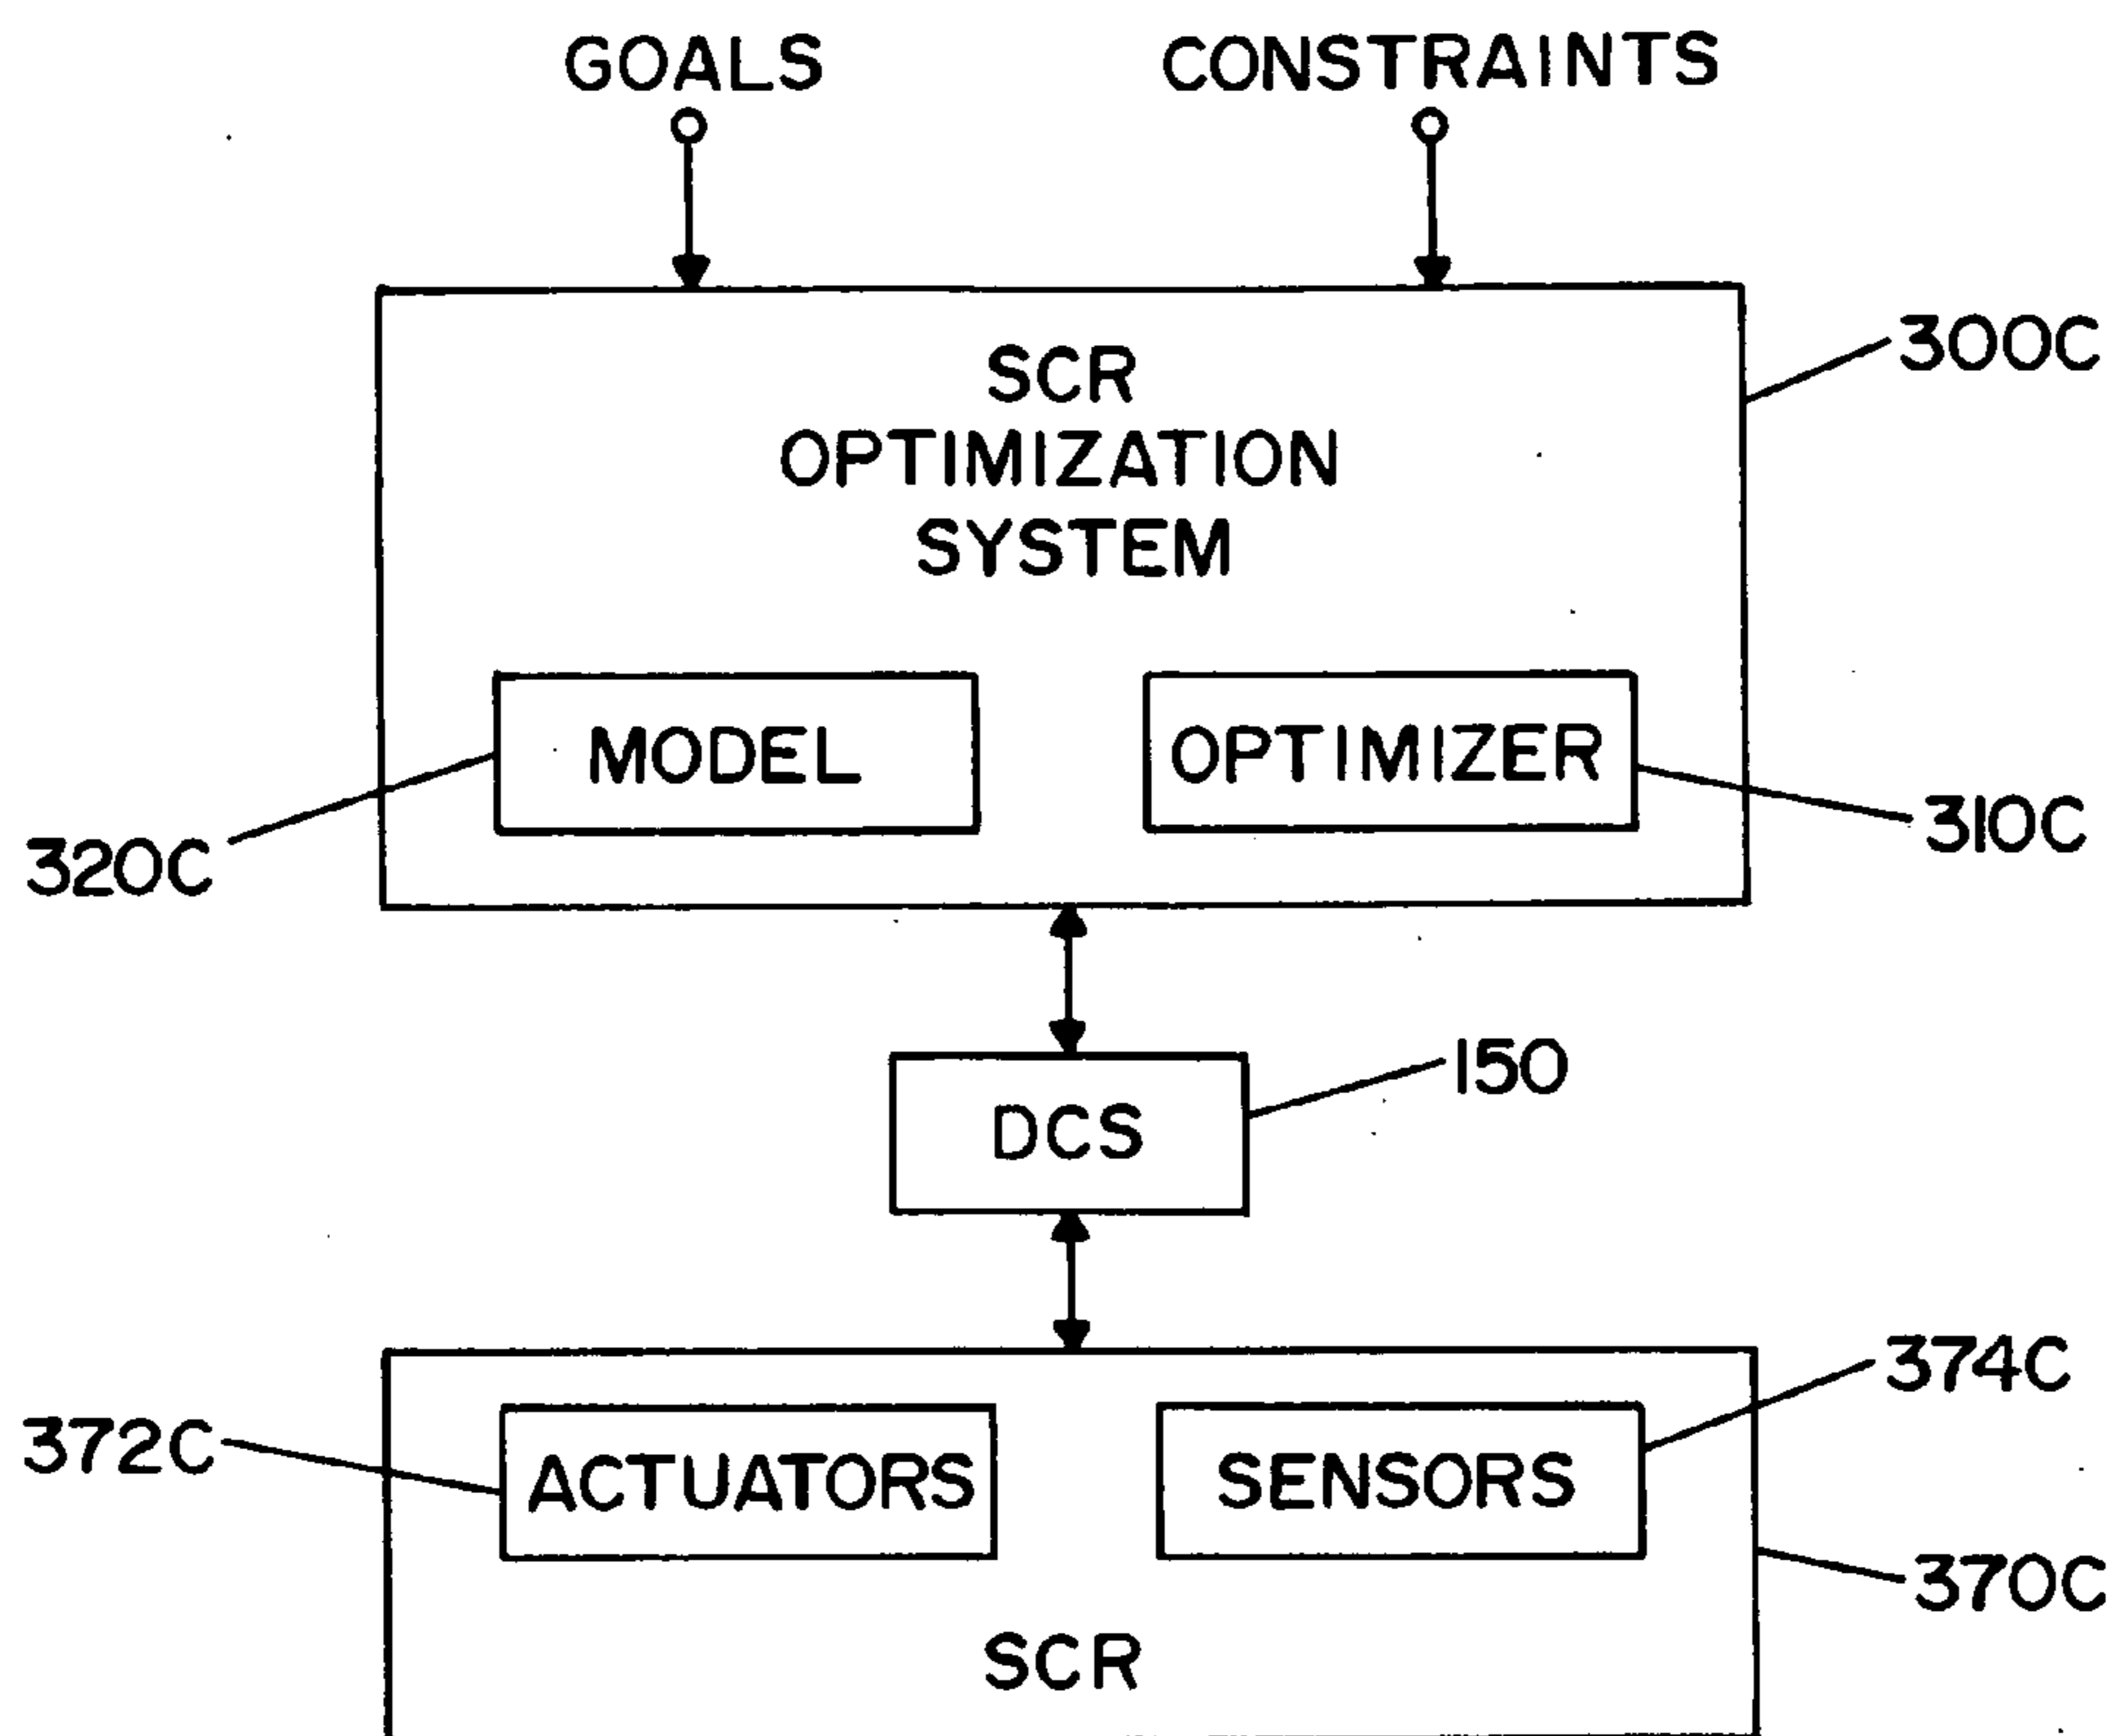 GOALS
CONSTRAINTS
SCR
OPTIMIZATION
SYSTEM
300C
MODEL
OPTIMIZER
320C
310C
DCS
150
ACTUATORS
SENSORS
372C
374C
370C
SCR